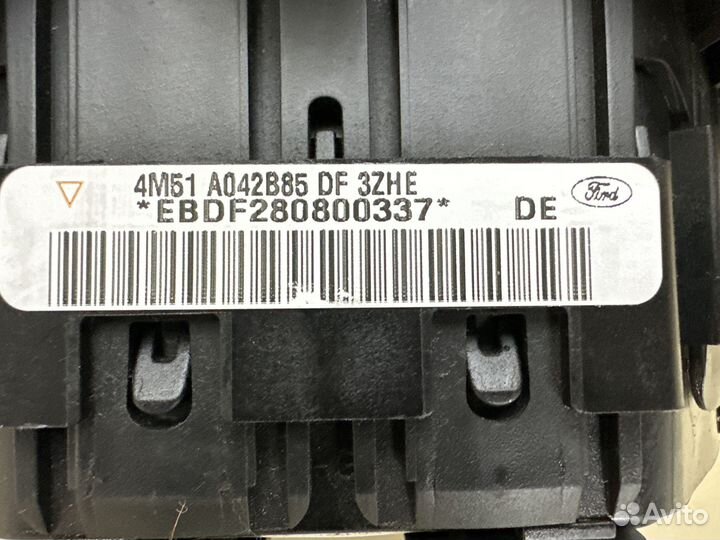 4M51 A042B85 DF 3ZHE
*EBDF280800337* DE
Ford
Avito